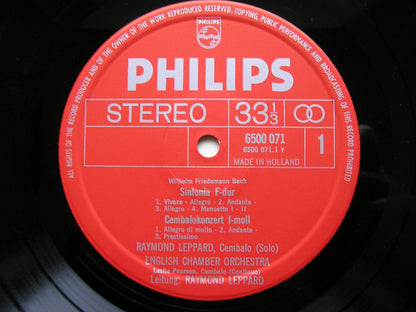 ALL RIGHTS OF THE RECORD PRODUCER AND OF THE OWNER OF THE WORK REPRODUCED RESERVED. COPYING, PUBLIC PERFORMANCE AND BROADCASTING OF THIS RECORD PROHIBITED
PHILIPS
PHILIPS
STEREO 33 1/3
6500 071
6500 071.1 Y
MADE IN HOLLAND
1
Wilhelm Friedemann Bach
Sinfonia F-dur
1. Vivace - Allegro - 2. Andante -
3. Allegro - 4. Menuetto I - II
Cembalokonzert f-moll
1. Allegro di molto - 2. Andante -
3. Prestissimo
RAYMOND LEPPARD, Cembalo (Solo)
ENGLISH CHAMBER ORCHESTRA
Leslie Pearson, Cembalo (Continuo)
Leitung: RAYMOND LEPPARD